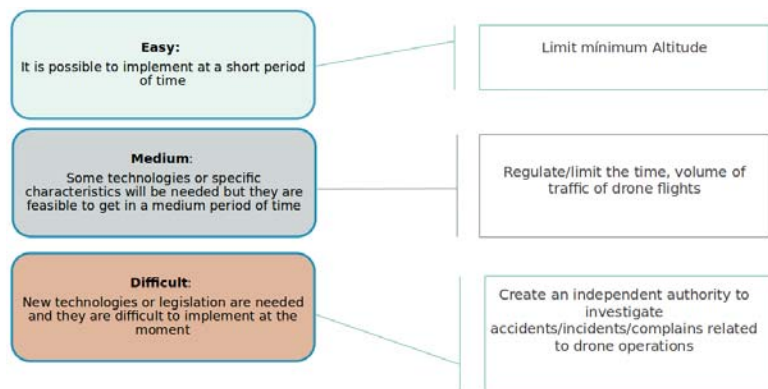 Easy:
It is possible to implement at a short period
of time
Limit mínimum Altitude
Medium:
Some technologies or specific
characteristics will be needed but they are
feasible to get in a medium period of time
Regulate/limit the time, volume of
traffic of drone flights
Difficult:
New technologies or legislation are needed
and they are difficult to implement at the
moment
Create an independent authority to
investigate
accidents/incidents/complains related
to drone operations